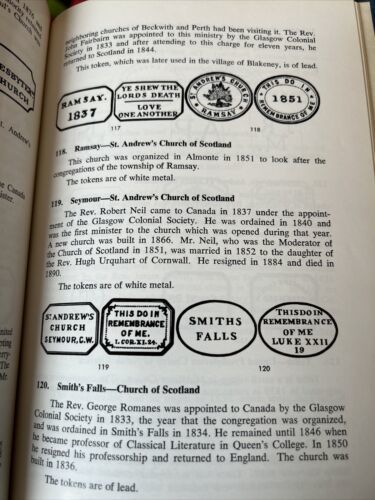 neighboring churches of Beckwith and Perth had been visiting it. The Rev.
John Fairbairn was appointed to this ministry by the Glasgow Colonial
Society in 1833 and after attending to this charge for eleven years, he
returned to Scotland in 1844.
This token, which was later used in the village of Blakeney, is of lead.
RAMSAY.
1837
YE SHEW THE
LORDS DEATH
LOVE
ONE ANOTHER
ST ANDREW'S CHURCH
RAMSAY
THIS DO IN
1851
REMEMBRANCE OF ME
117
118
118. Ramsay—St. Andrew's Church of Scotland
This church was organized in Almonte in 1851 to look after the
congregations of the township of Ramsay.
The tokens are of white metal.
119. Seymour—St. Andrew's Church of Scotland
The Rev. Robert Neil came to Canada in 1837 under the appoint-
ment of the Glasgow Colonial Society. He was ordained in 1840 and
was the first minister to the church which was opened during that year.
A new church was built in 1866. Mr. Neil, who was the Moderator of
the Church of Scotland in 1851, was married in 1852 to the daughter of
the Rev. Hugh Urquhart of Cornwall. He resigned in 1884 and died in
1890.
The tokens are of white metal.
ST ANDREW'S
CHURCH
SEYMOUR, C.W.
THIS DO IN
REMEMBRANCE
OF ME.
I. COR. XI. 24.
SMITHS
FALLS
THIS DO IN
REMEMBRANCE
OF ME
LUKE XXII
19
119
120
120. Smith's Falls—Church of Scotland
The Rev. George Romanes was appointed to Canada by the Glasgow
Colonial Society in 1833, the year that the congregation was organized,
and was ordained in Smith's Falls in 1834. He remained until 1846 when
he became professor of Classical Literature in Queen's College. In 1850
he resigned his professorship and returned to England. The church was
built in 1836.
The tokens are of lead.
CHURCH